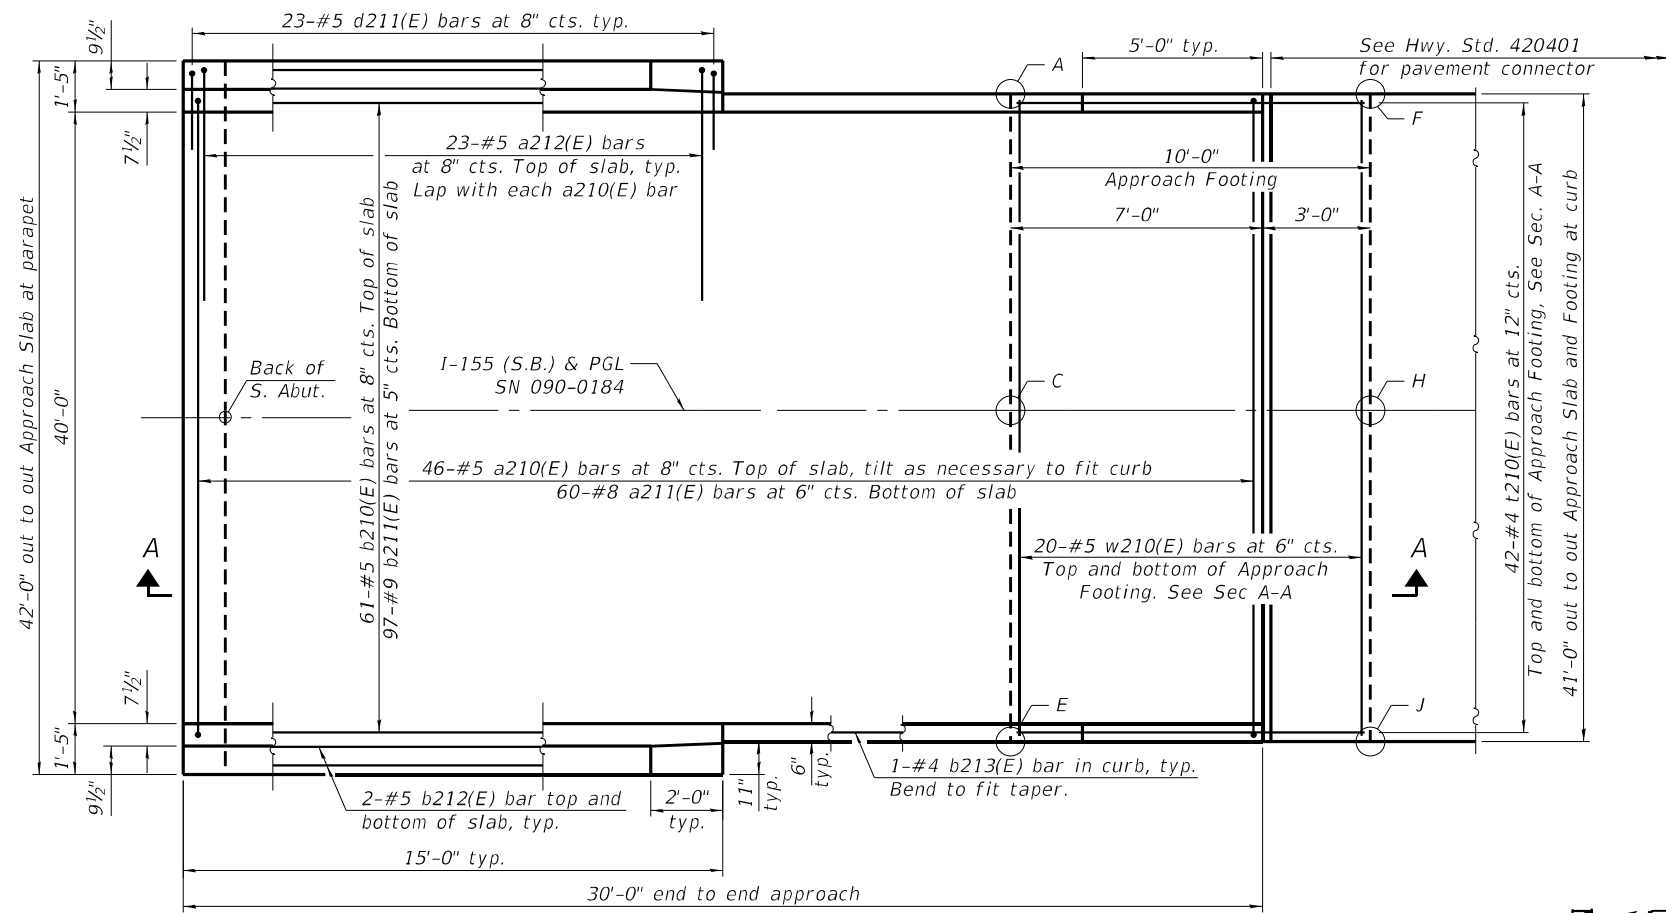 23-#5 d211(E) bars at 8" cts. typ.
9½"
1'-5"
7½"
5'-0" typ.
See Hwy. Std. 420401
for pavement connector
A
F
23-#5 a212(E) bars
at 8" cts. Top of slab, typ.
Lap with each a210(E) bar
10'-0"
Approach Footing
7'-0"
3'-0"
42'-0" out to out Approach Slab at parapet
40'-0"
61-#5 b210(E) bars at 8" cts. Top of slab
97-#9 b211(E) bars at 5" cts. Bottom of slab
Back of
S. Abut.
I-155 (S.B.) & PGL
SN 090-0184
C
H
42-#4 t210(E) bars at 12" cts.
Top and bottom of Approach Footing, See Sec. A-A
41'-0" out to out Approach Slab and Footing at curb
46-#5 a210(E) bars at 8" cts. Top of slab, tilt as necessary to fit curb
60-#8 a211(E) bars at 6" cts. Bottom of slab
A
20-#5 w210(E) bars at 6" cts.
Top and bottom of Approach
Footing. See Sec A-A
A
7½"
1'-5"
9½"
E
J
2-#5 b212(E) bar top and
bottom of slab, typ.
2'-0"
typ.
11"
typ.
6"
typ.
1-#4 b213(E) bar in curb, typ.
Bend to fit taper.
15'-0" typ.
30'-0" end to end approach